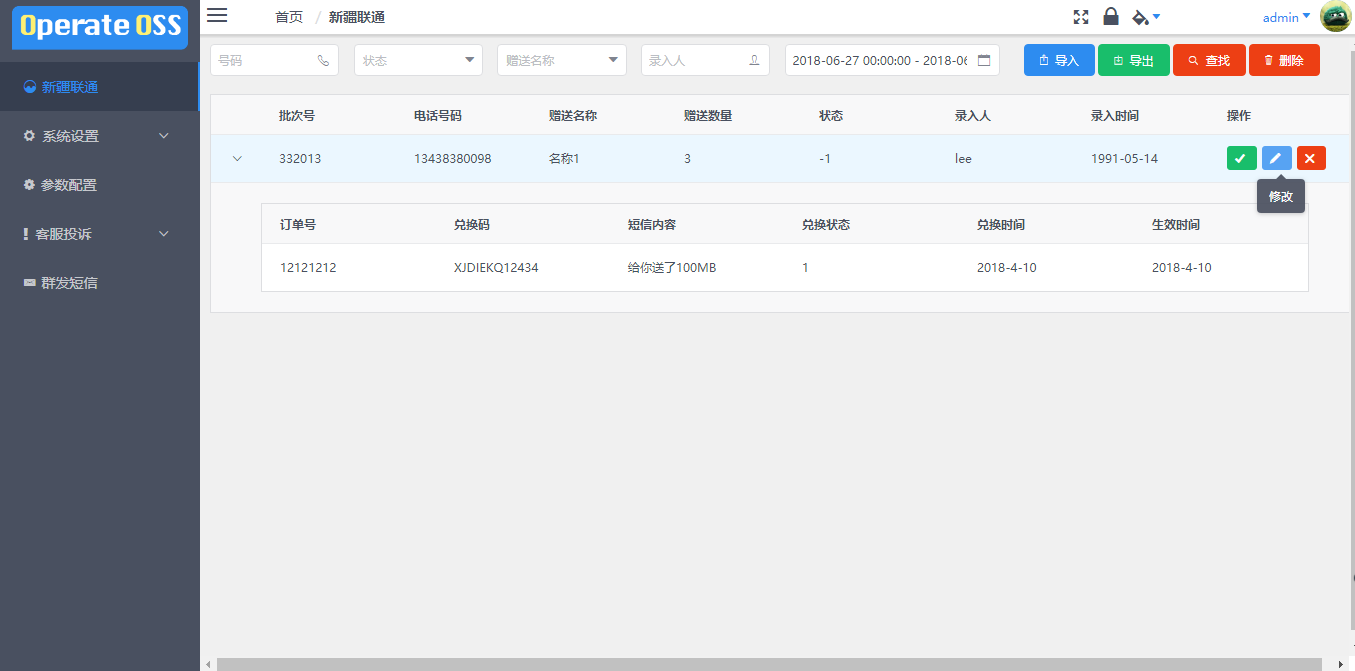 Operate OSS
首页 / 新疆联通
admin
新疆联通
系统设置
参数配置
客服投诉
群发短信
号码 状态 赠送名称 录入人 2018-06-27 00:00:00 - 2018-06 导入 导出 查找 删除
批次号 电话号码 赠送名称 赠送数量 状态 录入人 录入时间 操作
332013 13438380098 名称1 3 -1 lee 1991-05-14
修改
订单号 兑换码 短信内容 兑换状态 兑换时间 生效时间
12121212 XJDIEKQ12434 给你送了100MB 1 2018-4-10 2018-4-10